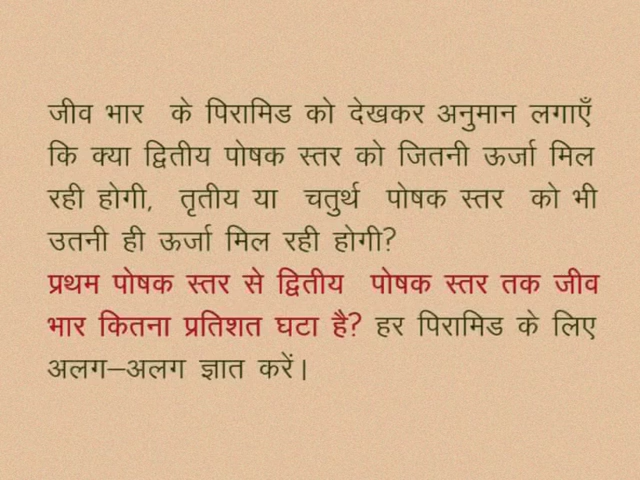 जीव भार के पिरामिड को देखकर अनुमान लगाएँ
कि क्या द्वितीय पोषक स्तर को जितनी ऊर्जा मिल
रही होगी, तृतीय या चतुर्थ पोषक स्तर को भी
उतनी ही ऊर्जा मिल रही होगी?
प्रथम पोषक स्तर से द्वितीय पोषक स्तर तक जीव
भार कितना प्रतिशत घटा है? हर पिरामिड के लिए
अलग–अलग ज्ञात करें।